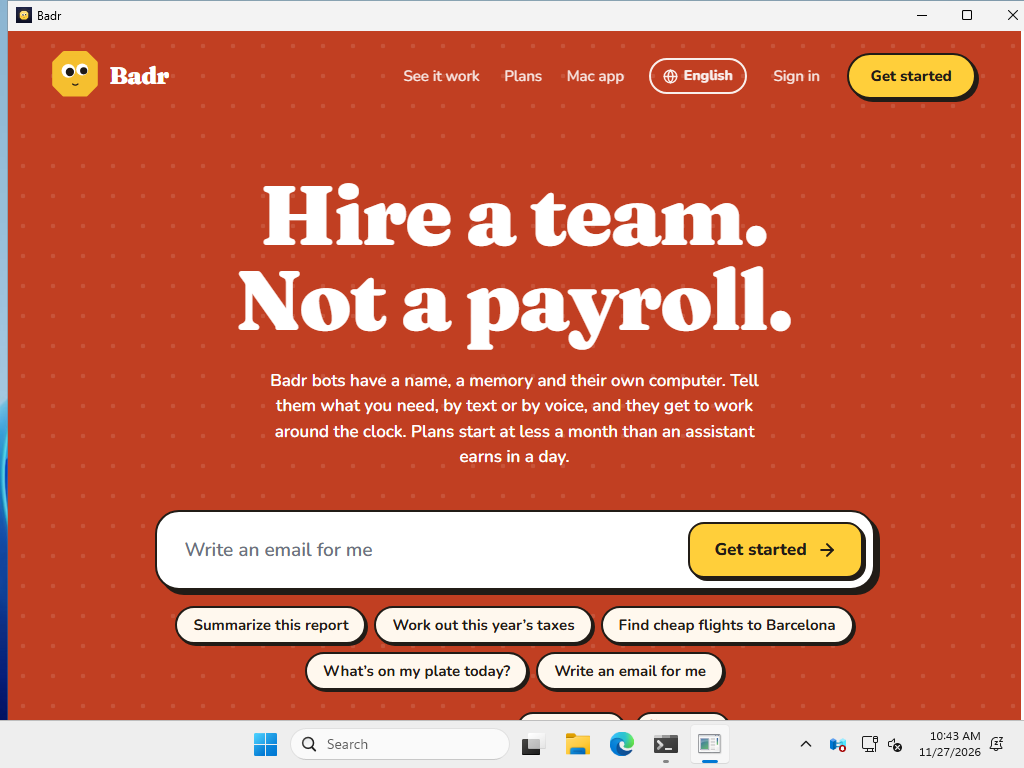 Badr
Badr
See it work
Plans
Mac app
English
Sign in
Get started
Hire a team.
Not a payroll.
Badr bots have a name, a memory and their own computer. Tell
them what you need, by text or by voice, and they get to work
around the clock. Plans start at less a month than an assistant
earns in a day.
Write an email for me
Get started
Summarize this report
Work out this year's taxes
Find cheap flights to Barcelona
What's on my plate today?
Write an email for me
Search
10:43 AM
11/27/2026